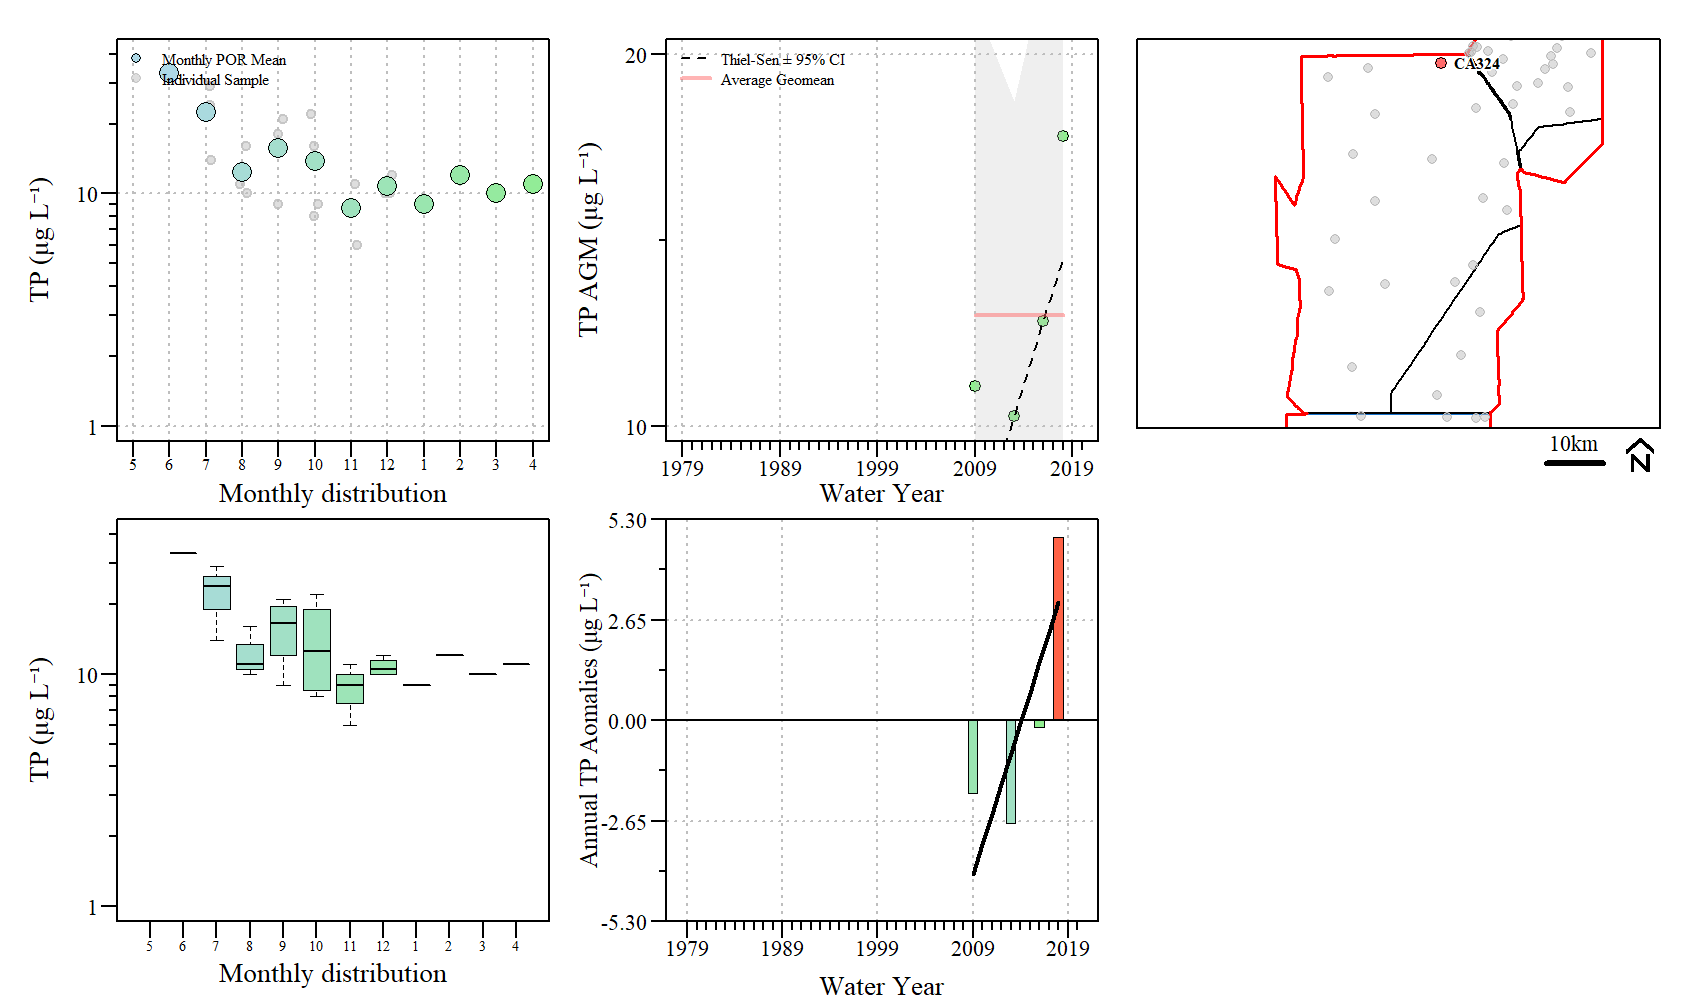 Monthly POR Mean
Individual Sample
10
1
TP (µg L⁻¹)
5 6 7 8 9 10 11 12 1 2 3 4
Monthly distribution
Thiel-Sen ± 95% CI
Average Geomean
20
10
TP AGM (µg L⁻¹)
1979 1989 1999 2009 2019
Water Year
CA324
10km
N
10
1
TP (µg L⁻¹)
5 6 7 8 9 10 11 12 1 2 3 4
Monthly distribution
5.30
2.65
0.00
-2.65
-5.30
Annual TP Aomalies (µg L⁻¹)
1979 1989 1999 2009 2019
Water Year